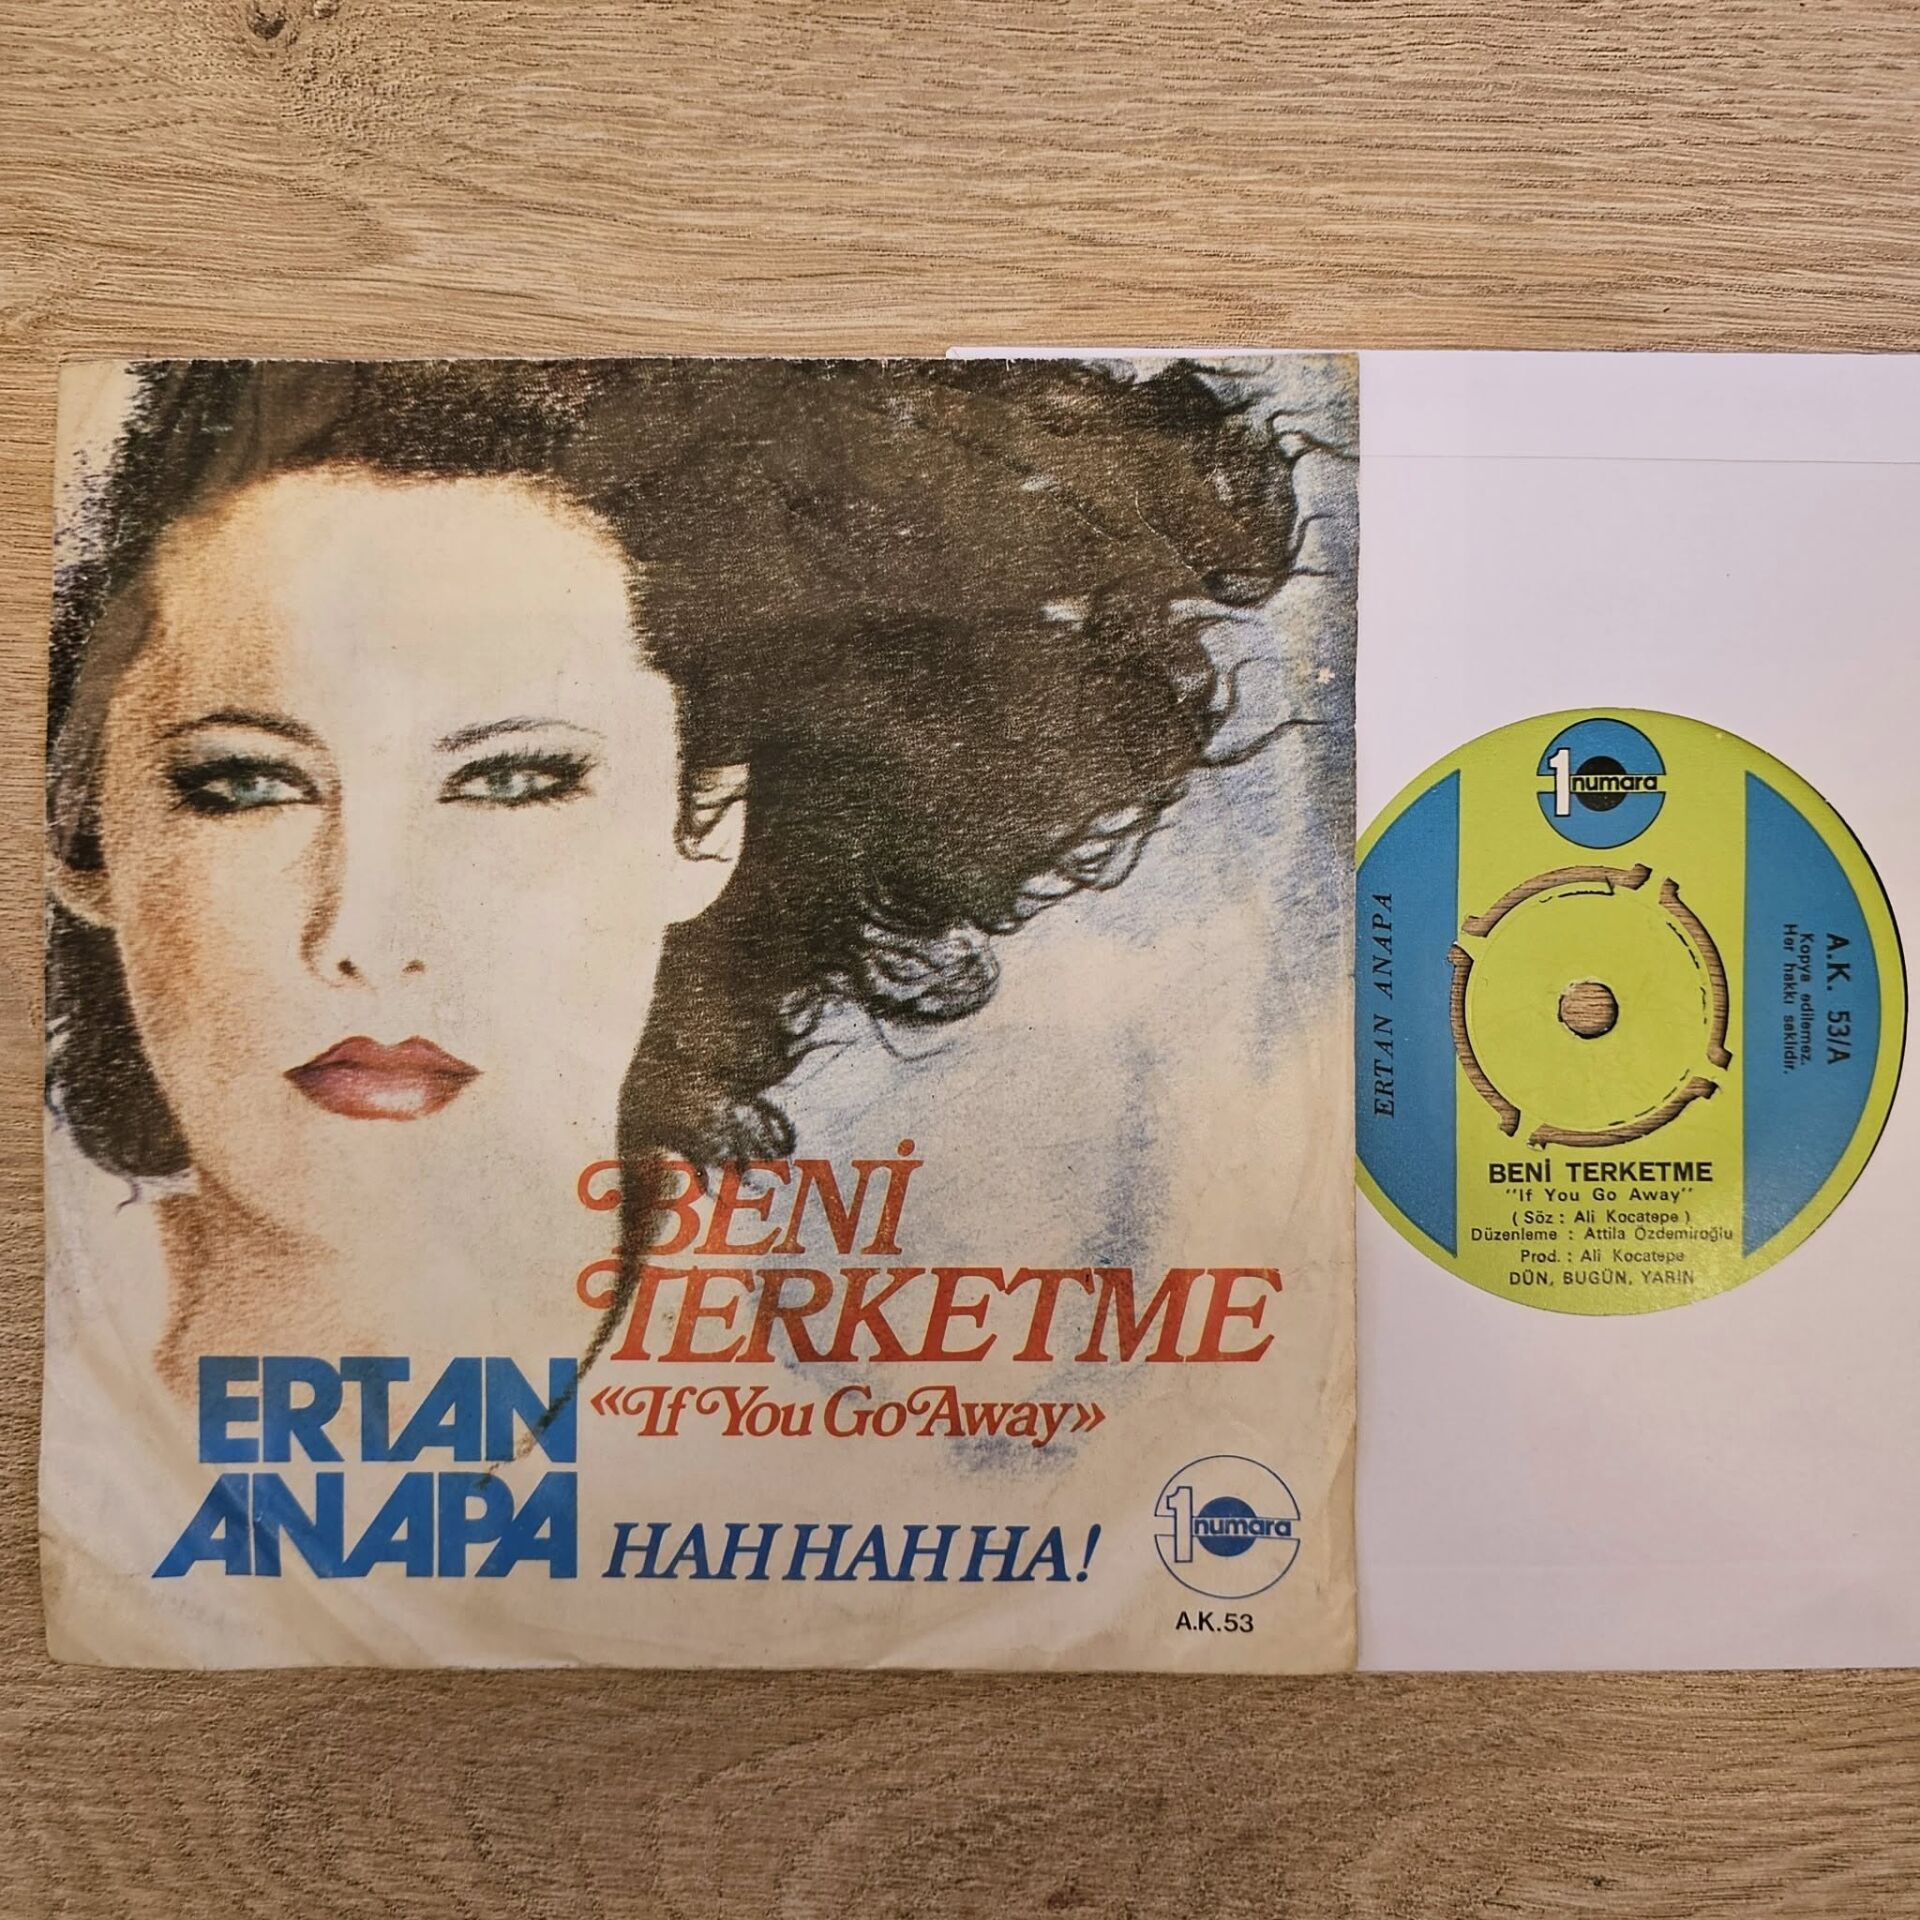 BENİ
TERKETME
«If You Go Away»
ERTAN
ANAPA
HAH HAH HA!
1 numara
A.K.53
1 numara
ERTAN ANAPA
A.K. 53/A
Kopya edilemez.
Her hakkı saklıdır.
BENİ TERKETME
"If You Go Away"
( Söz : Ali Kocatepe )
Düzenleme : Attila Özdemiroğlu
Prod. : Ali Kocatepe
DÜN, BUGÜN, YARIN